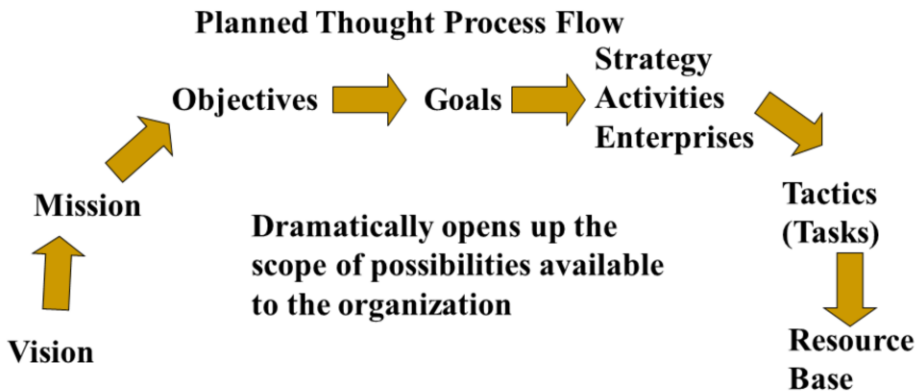 Planned Thought Process Flow
Objectives
Goals
Strategy
Activities
Enterprises
Mission
Tactics
(Tasks)
Dramatically opens up the
scope of possibilities available
to the organization
Vision
Resource
Base